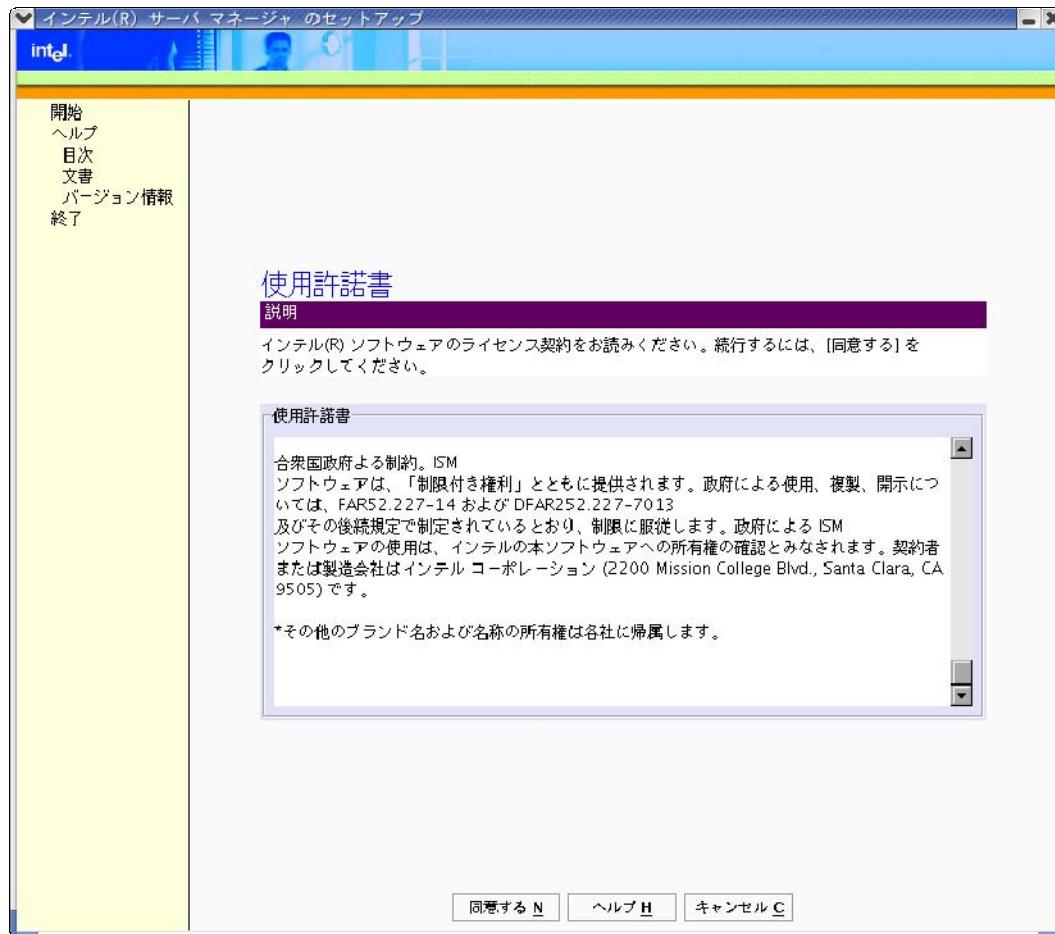 インテル(R) サーバ マネージャ のセットアップ
intel.
開始
ヘルプ
目次
文書
バージョン情報
終了
使用許諾書
説明
インテル(R) ソフトウェアのライセンス契約をお読みください。続行するには、[同意する] を
クリックしてください。
使用許諾書
合衆国政府よる制約。ISM
ソフトウェアは、「制限付き権利」とともに提供されます。政府による使用、複製、開示につ
いては、FAR52.227-14 および DFAR252.227-7013
及びその後続規定で制定されているとおり、制限に服従します。政府による ISM
ソフトウェアの使用は、インテルの本ソフトウェアへの所有権の確認とみなされます。契約者
または製造会社はインテル コーポレーション (2200 Mission College Blvd., Santa Clara, CA
9505) です。
*その他のブランド名および名称の所有権は各社に帰属します。
同意する N
ヘルプ H
キャンセル C